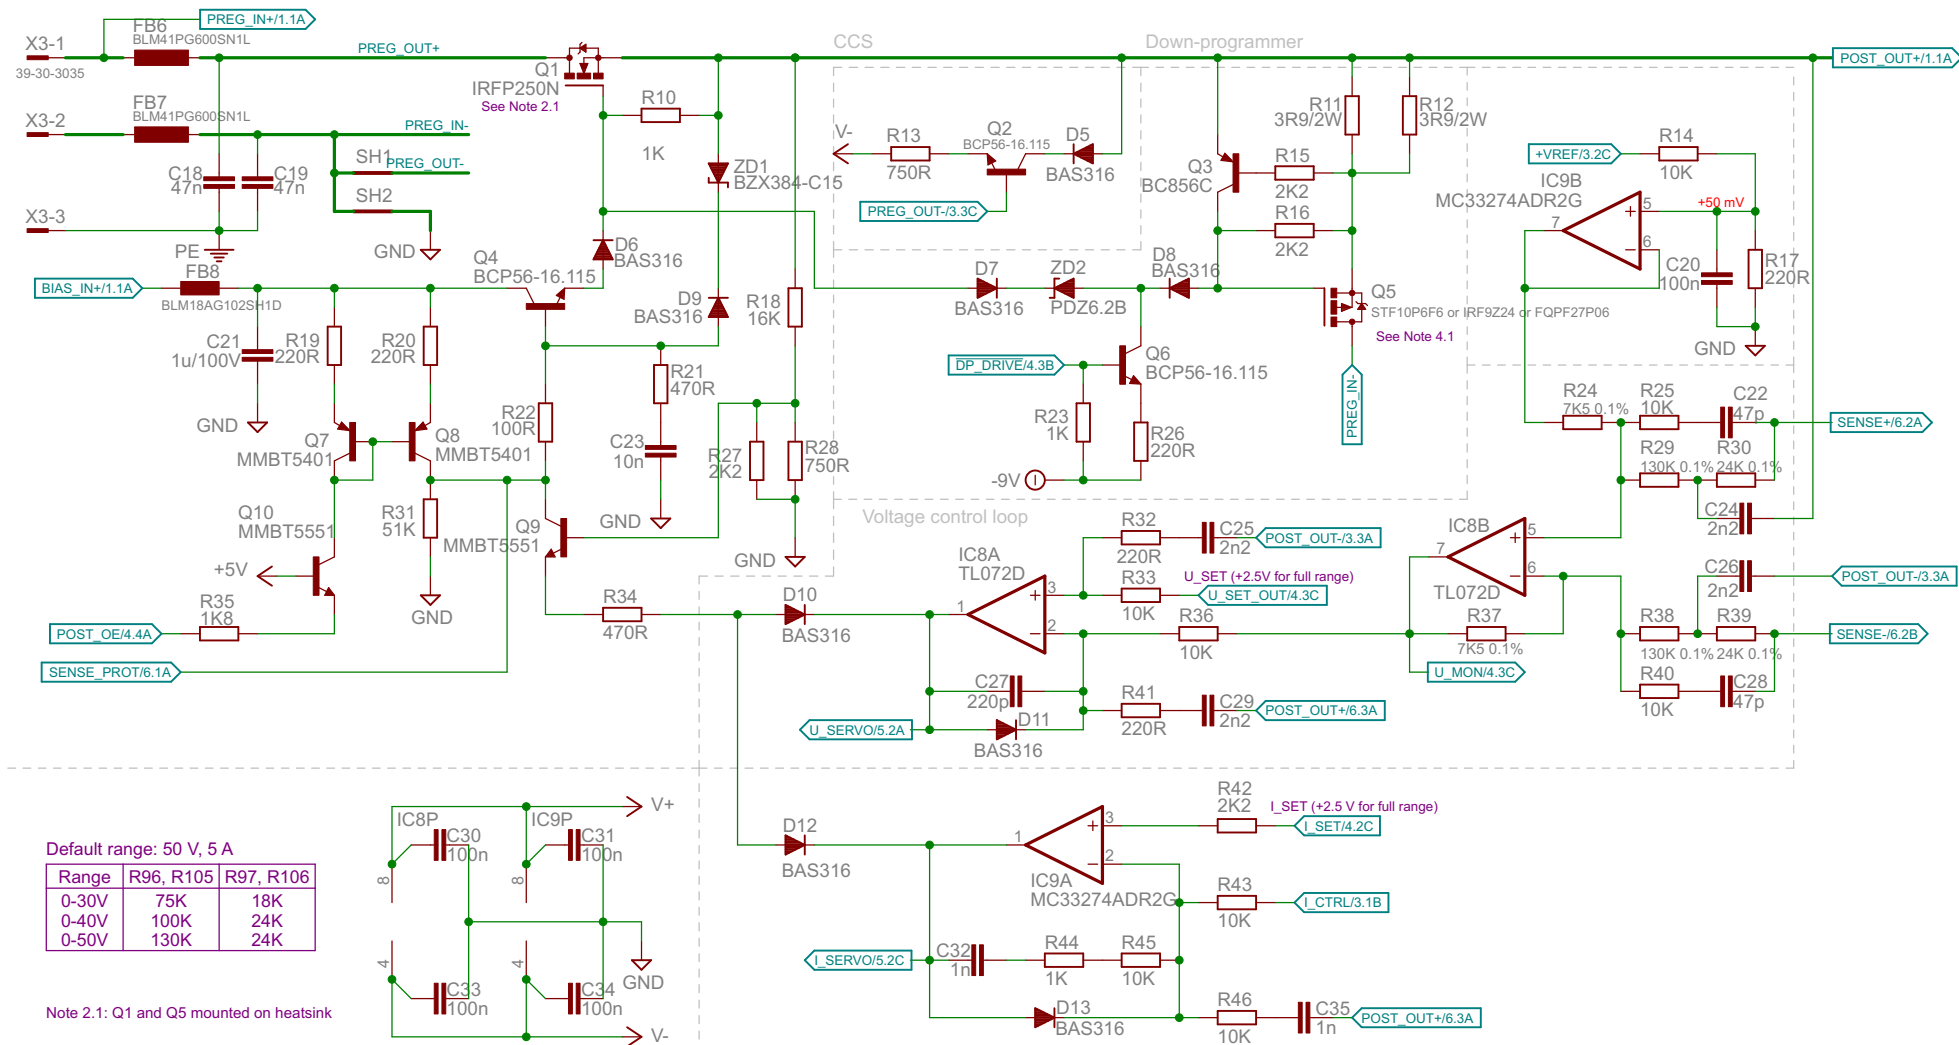 PREG_IN+/1.1A
X3-1
39-30-3035
FB6
BLM41PG600SN1L
PREG_OUT+
Q1
IRFP250N
See Note 2.1
CCS
Down-programmer
POST_OUT+/1.1A
X3-2
FB7
BLM41PG600SN1L
PREG_IN-
SH1
PREG_OUT-
SH2
C18
47n
C19
47n
X3-3
PE
GND
R10
1K
ZD1
BZX384-C15
V-
R13
750R
Q2
BCP56-16.115
D5
BAS316
PREG_OUT-/3.3C
Q3
BC856C
R11
3R9/2W
R12
3R9/2W
R15
2K2
R16
2K2
+VREF/3.2C
R14
10K
IC9B
MC33274ADR2G
+50 mV
5
6
7
C20
100n
R17
220R
GND
BIAS_IN+/1.1A
FB8
BLM18AG102SH1D
Q4
BCP56-16.115
D6
BAS316
D9
BAS316
R18
16K
D7
BAS316
ZD2
PDZ6.2B
D8
BAS316
Q5
STF10P6F6 or IRF9Z24 or FQPF27P06
See Note 4.1
C21
1u/100V
R19
220R
R20
220R
GND
Q7
MMBT5401
Q8
MMBT5401
R21
470R
R22
100R
C23
10n
GND
R27
2K2
R28
750R
GND
DP_DRIVE/4.3B
Q6
BCP56-16.115
R23
1K
R26
220R
-9V
PREG_IN-
R24
7K5 0.1%
R25
10K
C22
47p
SENSE+/6.2A
R29
130K 0.1%
R30
24K 0.1%
C24
2n2
Q10
MMBT5551
+5V
R31
51K
GND
Q9
MMBT5551
R35
1K8
POST_OE/4.4A
SENSE_PROT/6.1A
R34
470R
Voltage control loop
D10
BAS316
IC8A
TL072D
1
3
2
R32
220R
C25
2n2
POST_OUT-/3.3A
R33
10K
U_SET (+2.5V for full range)
U_SET_OUT/4.3C
R36
10K
IC8B
TL072D
7
5
6
R37
7K5 0.1%
U_MON/4.3C
C26
2n2
POST_OUT-/3.3A
R38
130K 0.1%
R39
24K 0.1%
SENSE-/6.2B
R40
10K
C28
47p
C27
220p
D11
BAS316
U_SERVO/5.2A
R41
220R
C29
2n2
POST_OUT+/6.3A
Default range: 50 V, 5 A
Range R96, R105 R97, R106
0-30V 75K 18K
0-40V 100K 24K
0-50V 130K 24K
Note 2.1: Q1 and Q5 mounted on heatsink
IC8P
IC9P
C30
100n
C31
100n
V+
8
8
4
4
GND
C33
100n
C34
100n
V-
D12
BAS316
IC9A
MC33274ADR2G
1
3
2
R42
2K2
I_SET (+2.5 V for full range)
I_SET/4.2C
R43
10K
I_CTRL/3.1B
I_SERVO/5.2C
C32
1n
R44
1K
R45
10K
D13
BAS316
R46
10K
C35
1n
POST_OUT+/6.3A